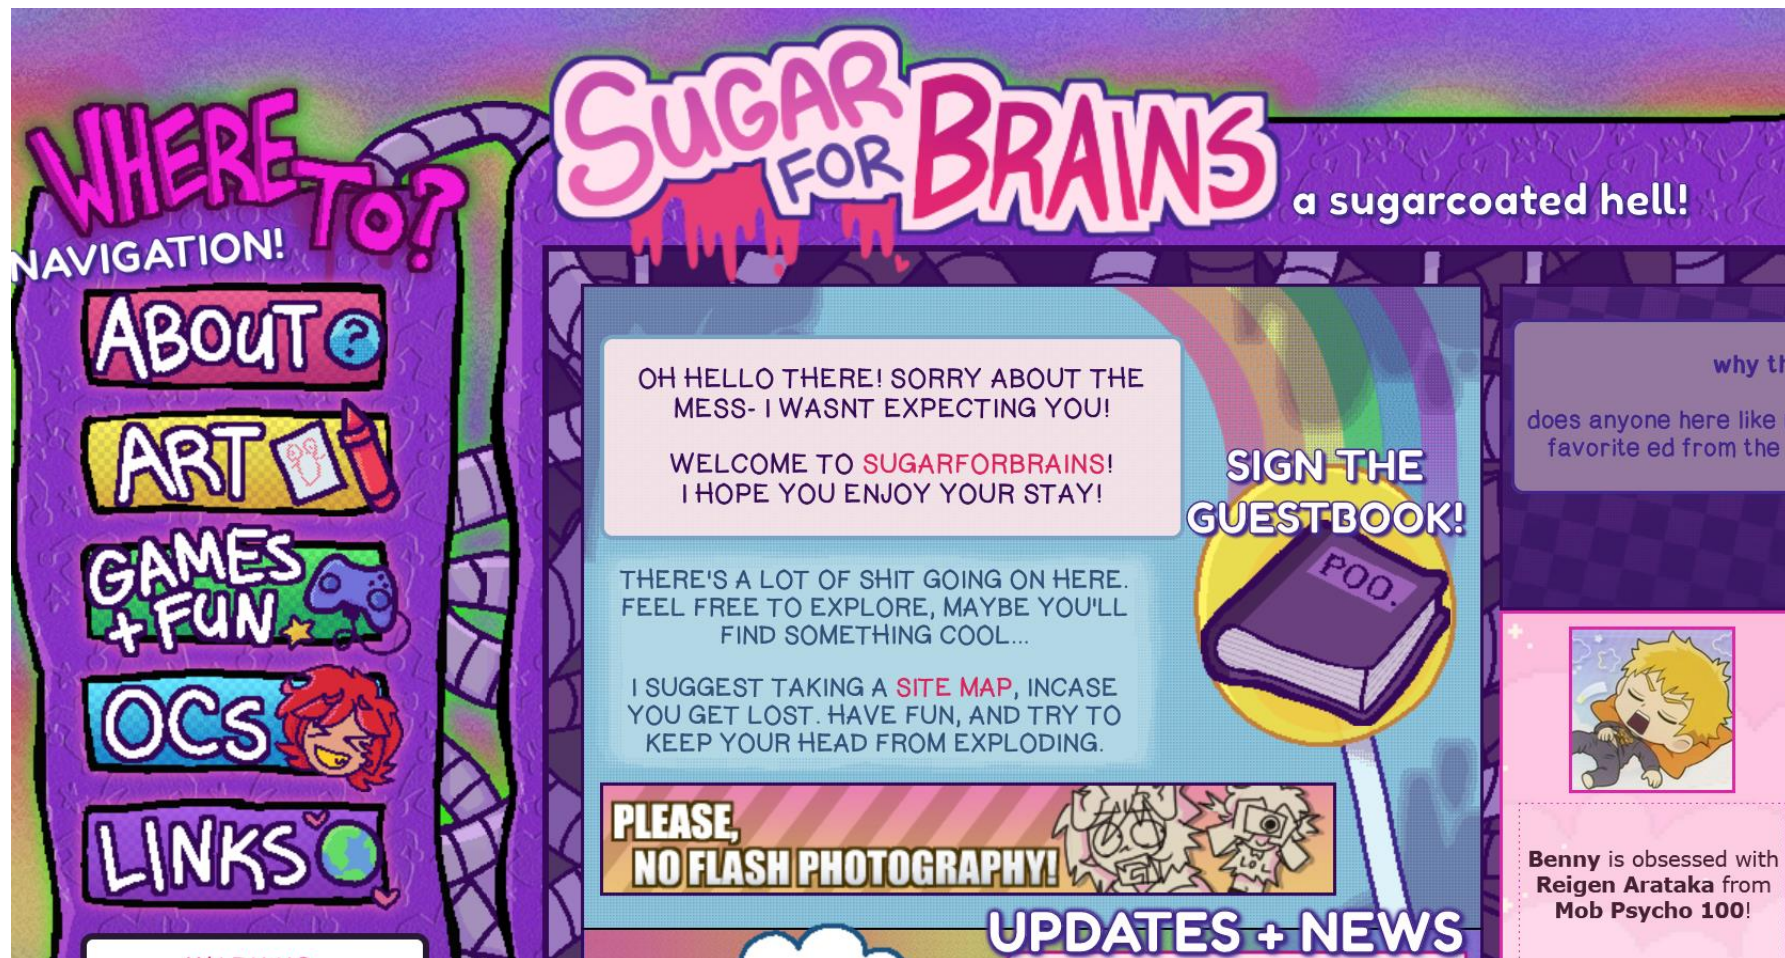 WHERE TO?
NAVIGATION!
ABOUT ?
ART
GAMES
+ FUN
OCs
LINKS
SUGAR FOR BRAINS
a sugarcoated hell!
OH HELLO THERE! SORRY ABOUT THE
MESS- I WASNT EXPECTING YOU!
WELCOME TO SUGARFORBRAINS!
I HOPE YOU ENJOY YOUR STAY!
THERE'S A LOT OF SHIT GOING ON HERE.
FEEL FREE TO EXPLORE, MAYBE YOU'LL
FIND SOMETHING COOL...
I SUGGEST TAKING A SITE MAP, INCASE
YOU GET LOST. HAVE FUN, AND TRY TO
KEEP YOUR HEAD FROM EXPLODING.
SIGN THE
GUESTBOOK!
POO.
PLEASE,
NO FLASH PHOTOGRAPHY!
UPDATES + NEWS
why
does anyone here like
favorite ed from the
Benny is obsessed with
Reigen Arataka from
Mob Psycho 100!